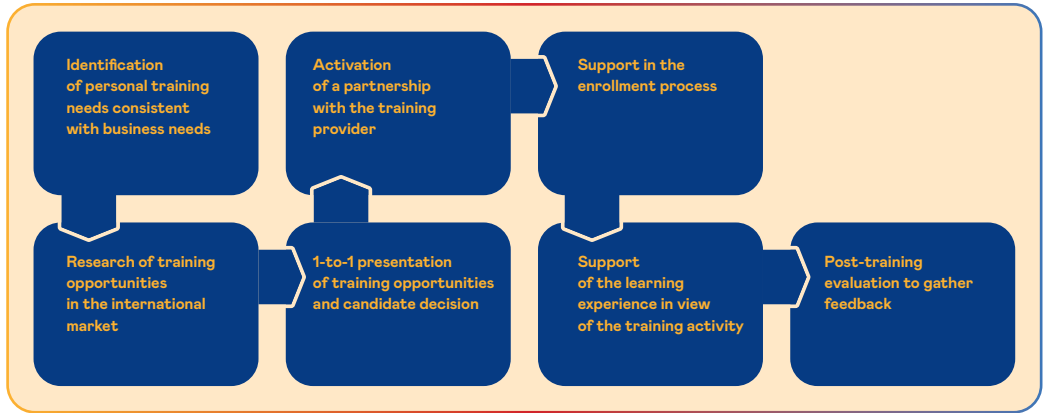 Identification
of personal training
needs consistent
with business needs
Research of training
opportunities
in the international
market
1-to-1 presentation
of training opportunities
and candidate decision
Activation
of a partnership
with the training
provider
Support in the
enrollment process
Support
of the learning
experience in view
of the training activity
Post-training
evaluation to gather
feedback